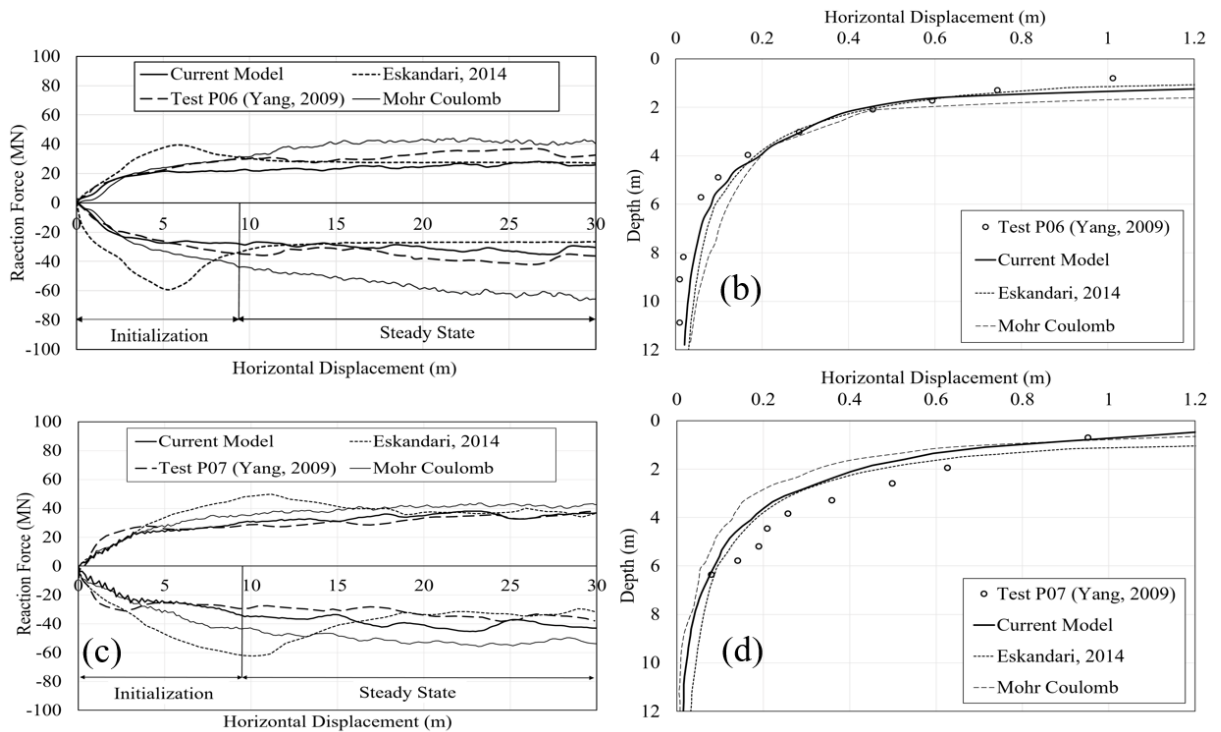 Horizontal Displacement (m)
0 0.2 0.4 0.6 0.8 1 1.2
100
80
60
40
20
0
-20
-40
-60
-80
-100
Raection Force (MN)
Current Model
Eskandari, 2014
Test P06 (Yang, 2009)
Mohr Coulomb
0 5 10 15 20 25 30
Initialization
Steady State
Horizontal Displacement (m)
0
2
4
6
8
10
12
Depth (m)
Test P06 (Yang, 2009)
Current Model
Eskandari, 2014
Mohr Coulomb
(b)
Horizontal Displacement (m)
0 0.2 0.4 0.6 0.8 1 1.2
100
80
60
40
20
0
-20
-40
-60
-80
-100
Reaction Force (MN)
Current Model
Eskandari, 2014
Test P07 (Yang, 2009)
Mohr Coulomb
0 5 10 15 20 25 30
(c)
Initialization
Steady State
Horizontal Displacement (m)
0
2
4
6
8
10
12
Depth (m)
Test P07 (Yang, 2009)
Current Model
Eskandari, 2014
Mohr Coulomb
(d)